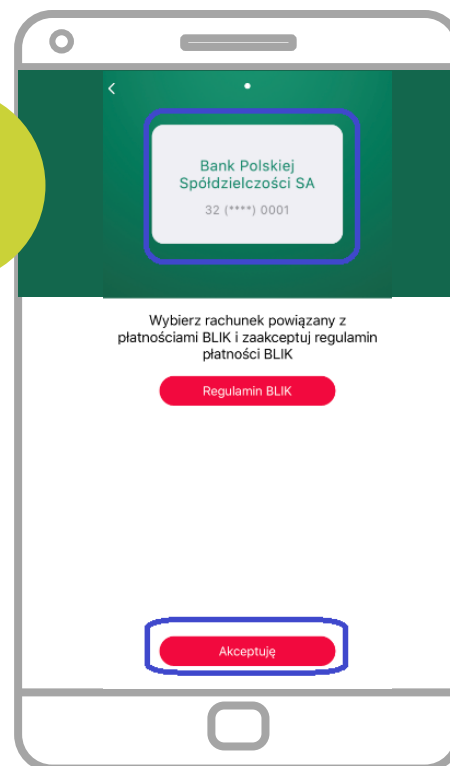 Bank Polskiej
Spółdzielczości SA
32 (****) 0001
Wybierz rachunek powiązany z
płatnościami BLIK i zaakceptuj regulamin
płatności BLIK
Regulamin BLIK
Akceptuję